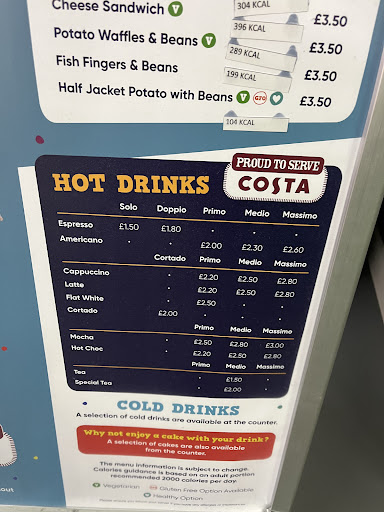 Cheese Sandwich V 304 KCAL £3.50
Potato Waffles & Beans V 396 KCAL £3.50
Fish Fingers & Beans 289 KCAL £3.50
Half Jacket Potato with Beans V GFO 199 KCAL £3.50
104 KCAL
PROUD TO SERVE
COSTA
HOT DRINKS
Solo Doppio Primo Medio Massimo
Espresso £1.50 £1.80 • • •
Americano • • £2.00 £2.30 £2.60
Cortado Primo Medio Massimo
Cappuccino • £2.20 £2.50 £2.80
Latte • £2.20 £2.50 £2.80
Flat White • £2.50 • •
Cortado £2.00 • • •
Primo Medio Massimo
Mocha • £2.50 £2.80 £3.00
Hot Choc • £2.20 £2.50 £2.80
Primo Medio Massimo
Tea • £1.50 •
Special Tea • £2.00 •
COLD DRINKS
A selection of cold drinks are available at the counter.
Why not enjoy a cake with your drink?
A selection of cakes are also available
from the counter.
The menu information is subject to change.
Calories guidance is based on an adult portion
recommended 2000 calories per day.
V Vegetarian Gluten Free Option Available
Healthy Option
out